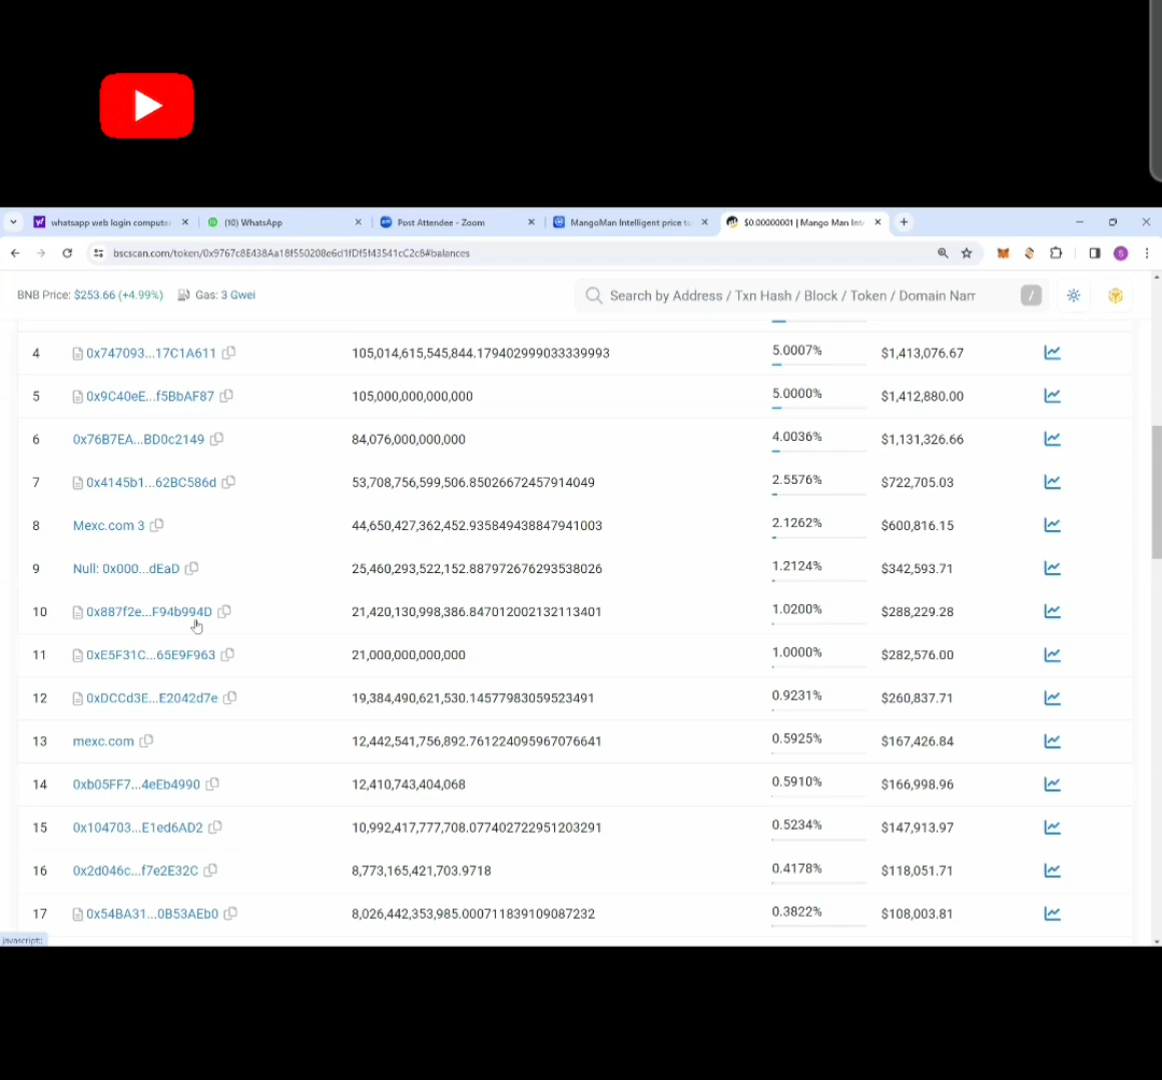 whatsapp web login compute
(10) WhatsApp
Post Attendee - Zoom
MangoMan Intelligent price to
$0.00000001 | Mango Man Int
bscscan.com/token/0x9767c8E438Aa18f550208e6d1fDf5f43541cC2c8#balances
S
BNB Price: $253.66 (+4.99%) Gas: 3 Gwei
Search by Address / Txn Hash / Block / Token / Domain Nam
/
4 0x747093...17C1A611 105,014,615,545,844.179402999033339993 5.0007% $1,413,076.67
5 0x9C40eE...f5BbAF87 105,000,000,000,000 5.0000% $1,412,880.00
6 0x76B7EA...BD0c2149 84,076,000,000,000 4.0036% $1,131,326.66
7 0x4145b1...62BC586d 53,708,756,599,506.85026672457914049 2.5576% $722,705.03
8 Mexc.com 3 44,650,427,362,452.935849438847941003 2.1262% $600,816.15
9 Null: 0x000...dEaD 25,460,293,522,152.887972676293538026 1.2124% $342,593.71
10 0x887f2e...F94b994D 21,420,130,998,386.847012002132113401 1.0200% $288,229.28
11 0xE5F31C...65E9F963 21,000,000,000,000 1.0000% $282,576.00
12 0xDCCd3E...E2042d7e 19,384,490,621,530.14577983059523491 0.9231% $260,837.71
13 mexc.com 12,442,541,756,892.761224095967076641 0.5925% $167,426.84
14 0xb05FF7...4eEb4990 12,410,743,404,068 0.5910% $166,998.96
15 0x104703...E1ed6AD2 10,992,417,777,708.077402722951203291 0.5234% $147,913.97
16 0x2d046c...f7e2E32C 8,773,165,421,703.9718 0.4178% $118,051.71
17 0x54BA31...0B53AEb0 8,026,442,353,985.000711839109087232 0.3822% $108,003.81
javascript:;